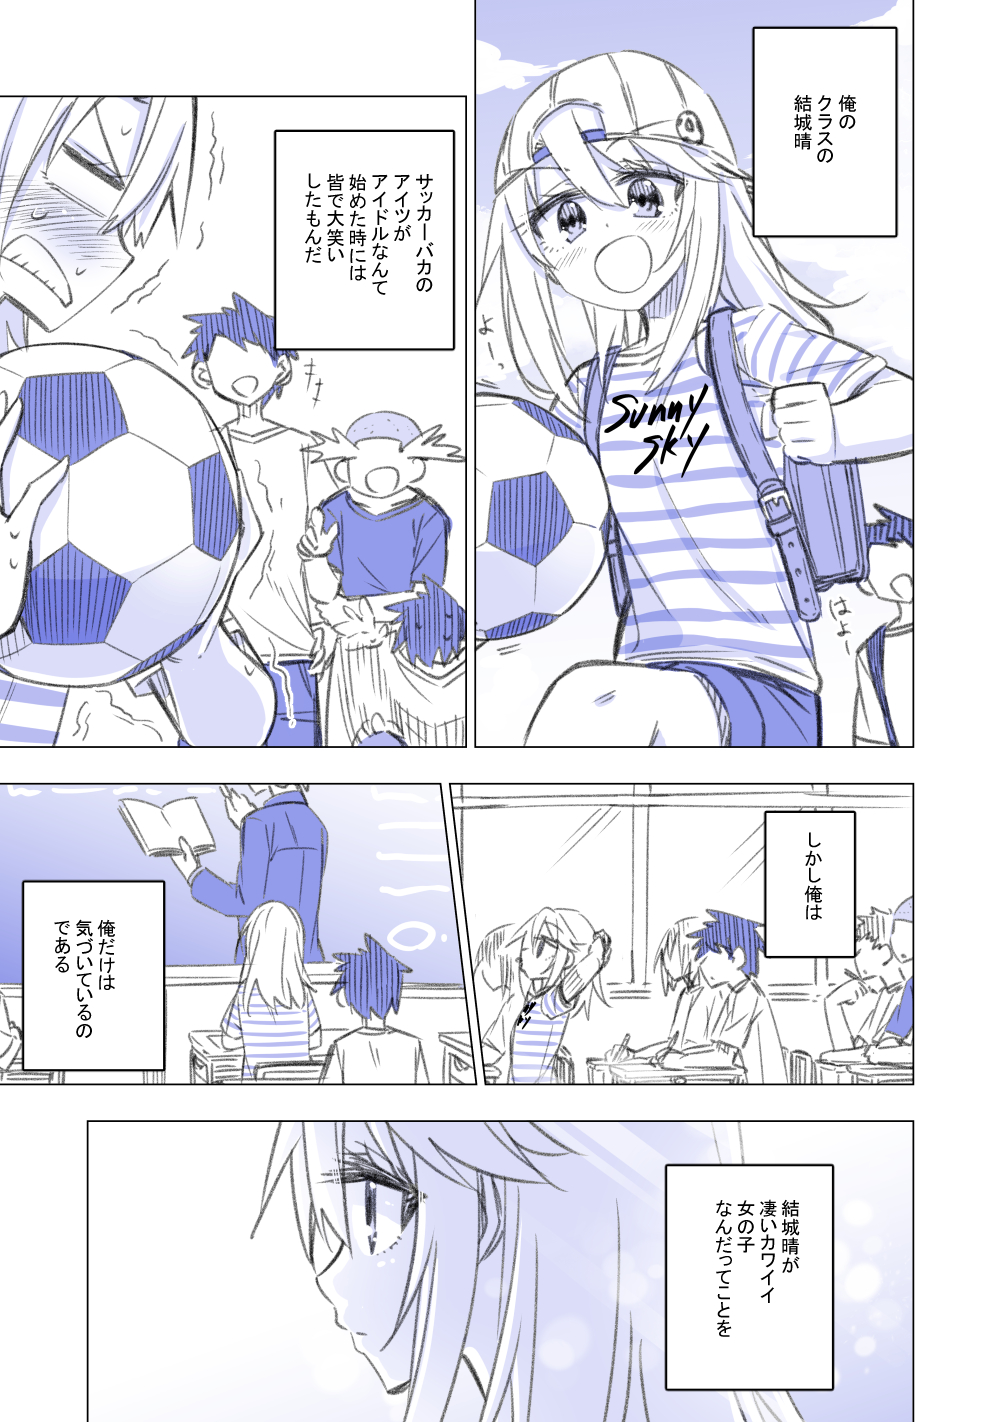 俺の
クラスの
結城晴
よ
Sunny
sky
はよー
サッカーバカの
アイツが
アイドルなんて
始めた時には
皆で大笑い
したもんだ
しかし俺は
俺だけは
気づいているの
である
結城晴が
凄いカワイイ
女の子
なんだってことを